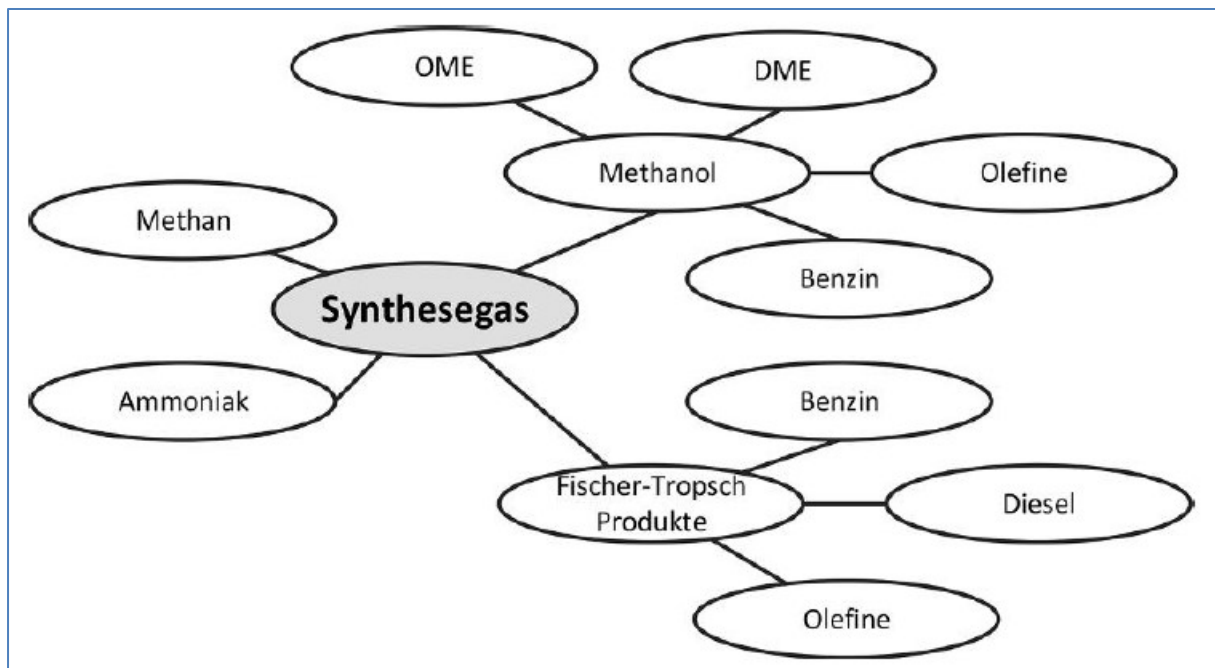 OME
DME
Methanol
Olefine
Methan
Benzin
Synthesegas
Ammoniak
Benzin
Fischer-Tropsch
Produkte
Diesel
Olefine